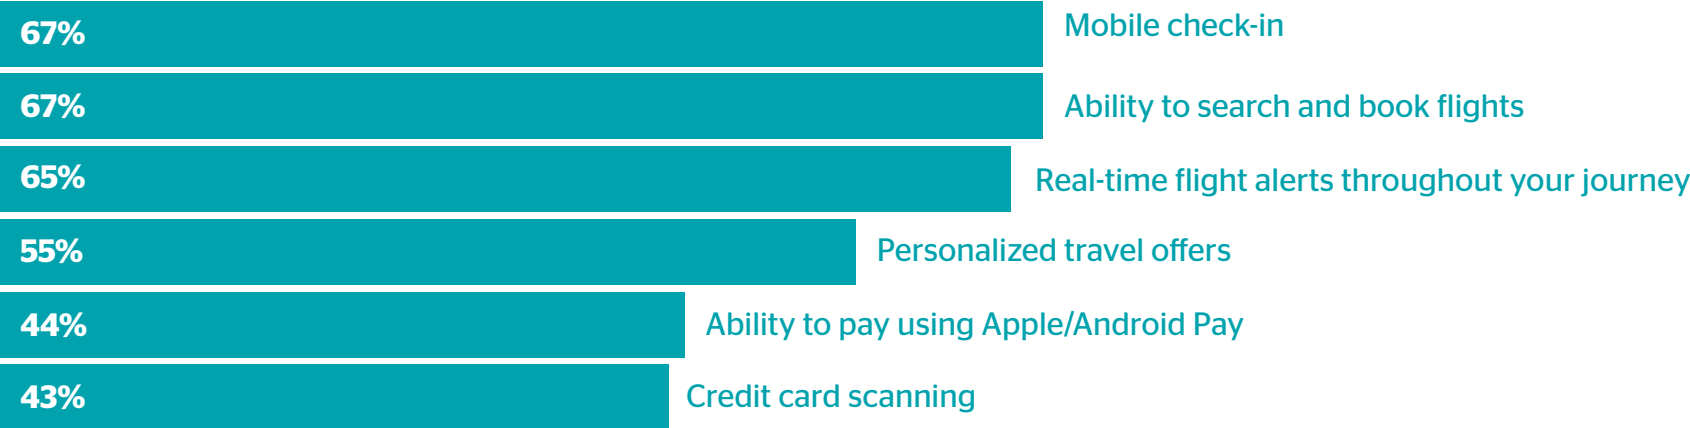 67% Mobile check-in
67% Ability to search and book flights
65% Real-time flight alerts throughout your journey
55% Personalized travel offers
44% Ability to pay using Apple/Android Pay
43% Credit card scanning